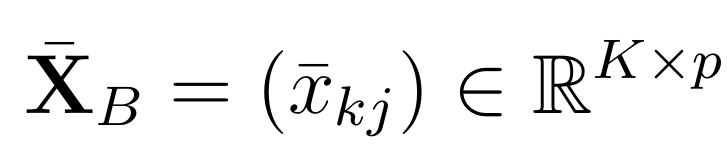 $\bar{\mathbf{X}}_B = (\bar{x}_{kj}) \in \mathbb{R}^{K \times p}$